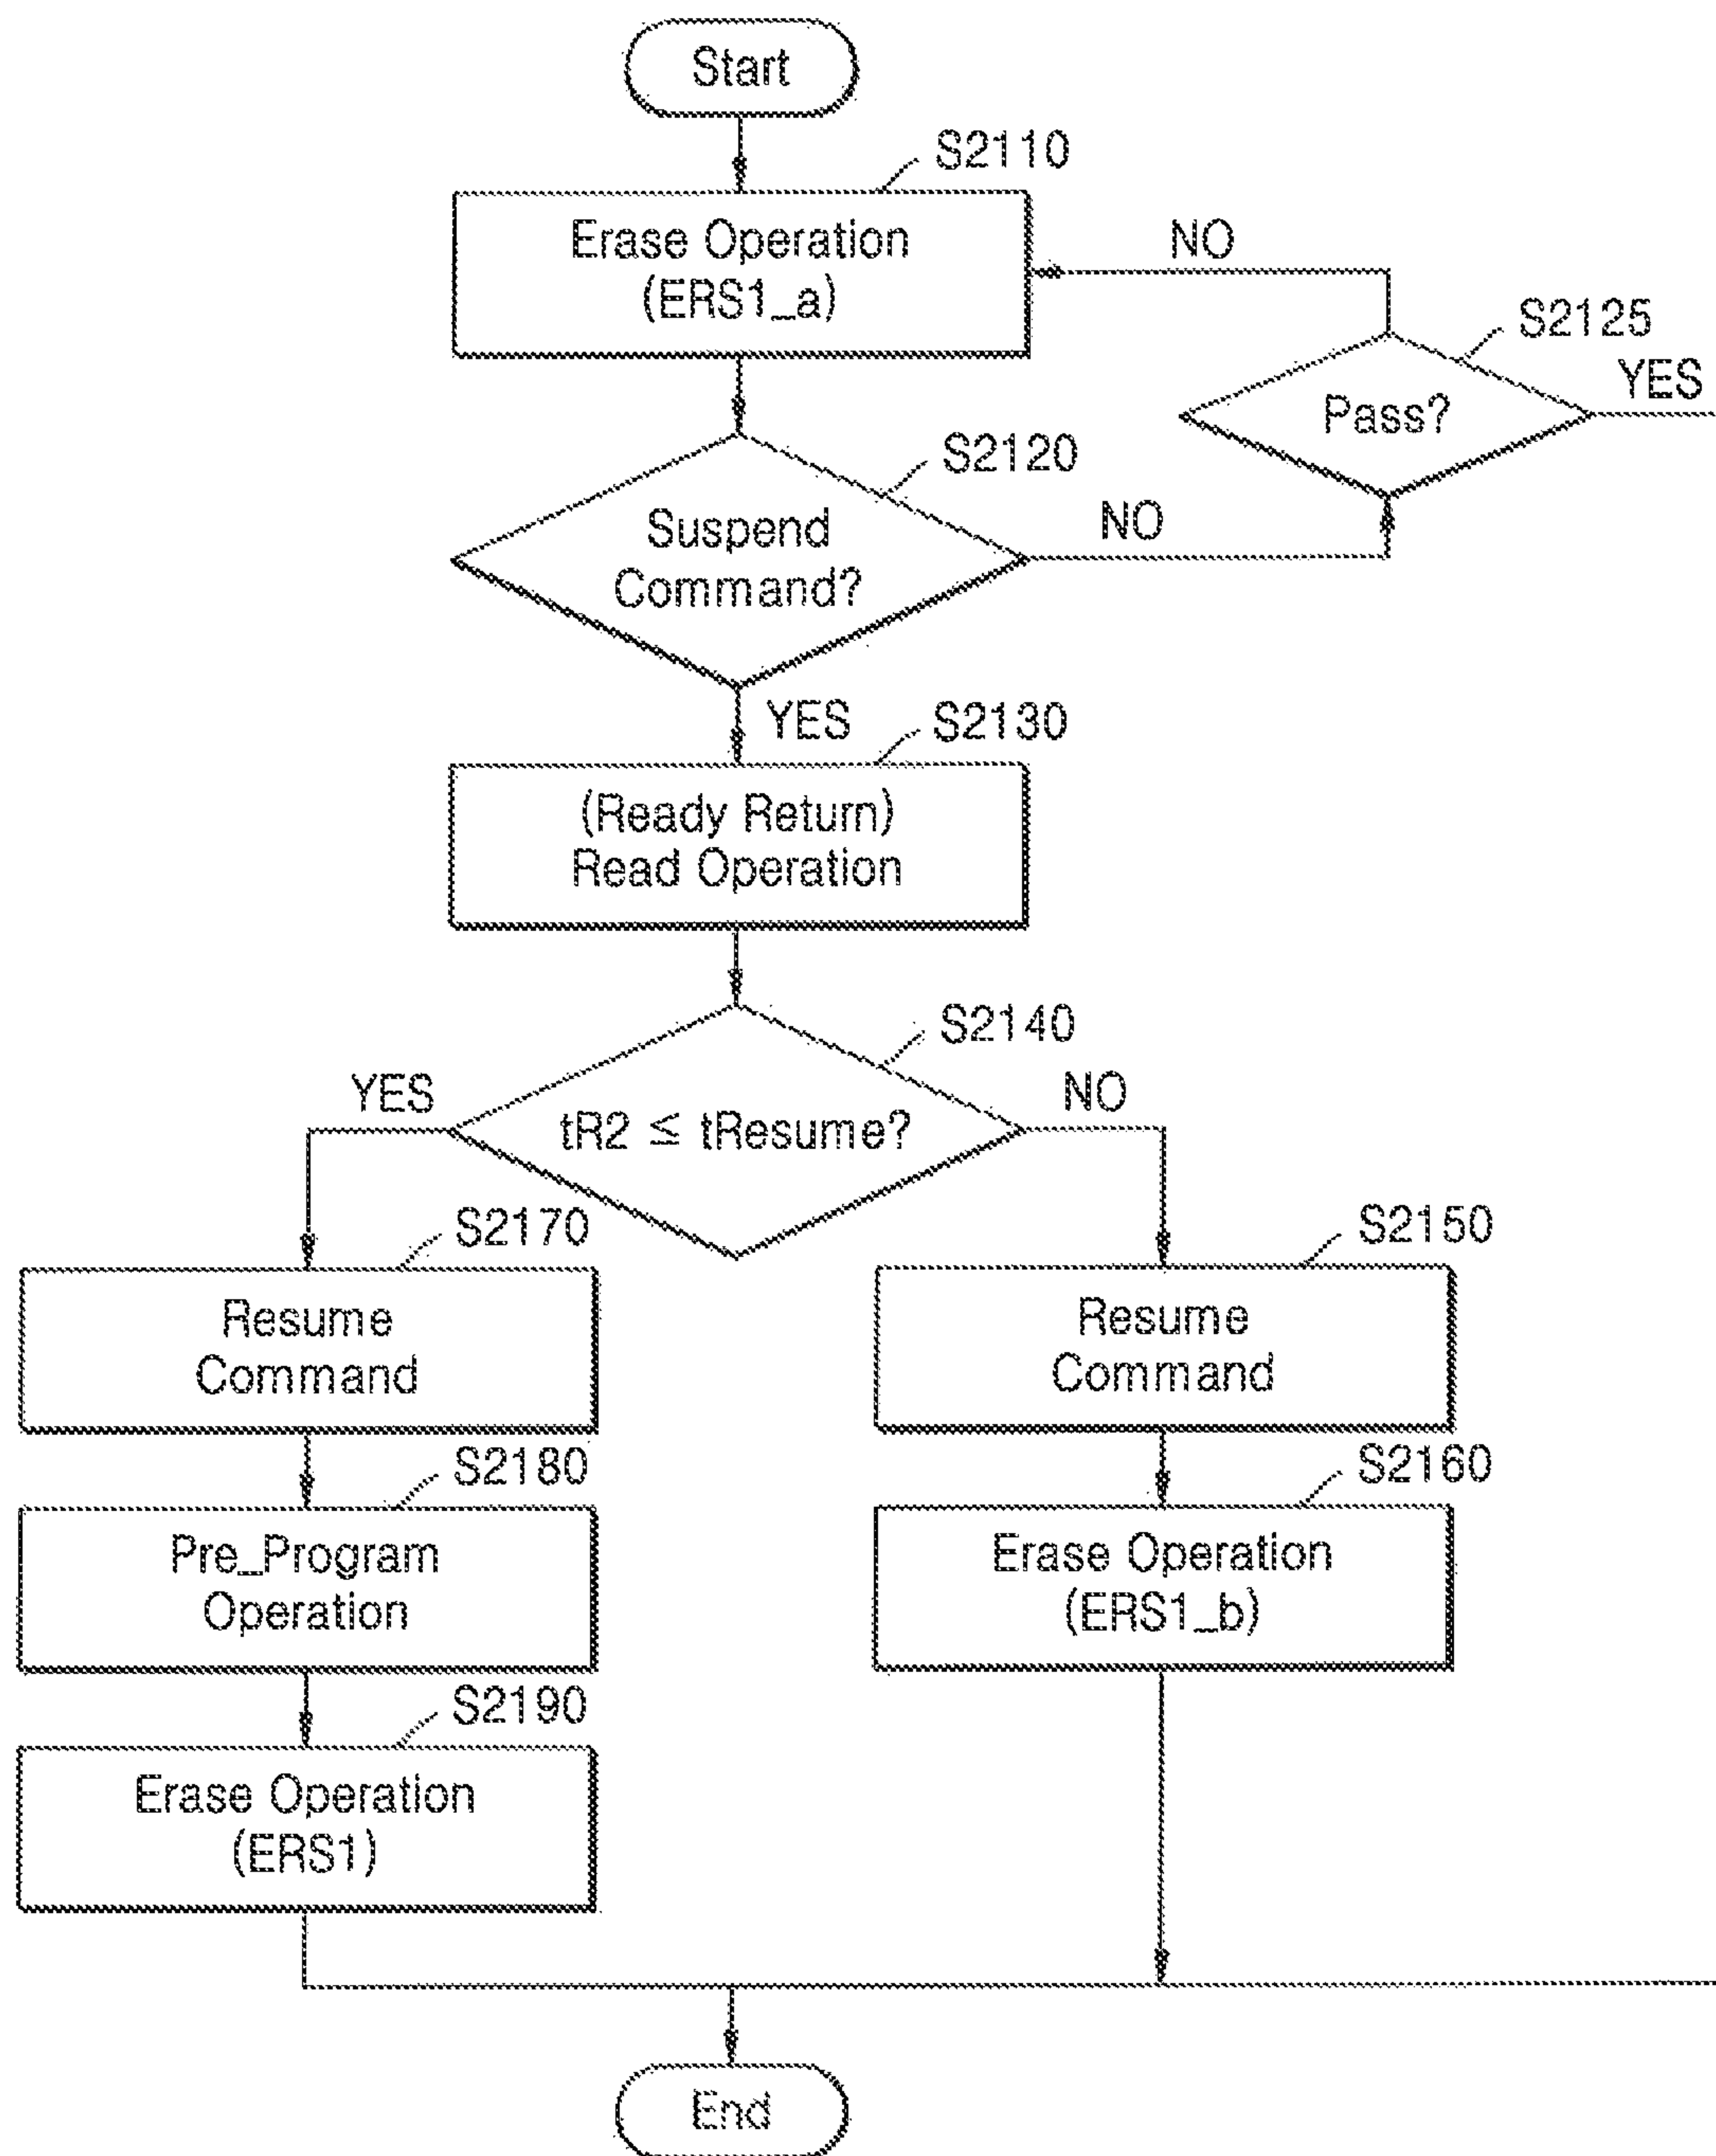 Start
S2110
Erase Operation
(ERS1_a)
NO
S2125
Pass?
YES
S2120
Suspend
Command?
NO
YES
S2130
(Ready Return)
Read Operation
S2140
YES
tR2 ≤ tResume?
NO
S2170
Resume
Command
S2150
Resume
Command
S2180
Pre_Program
Operation
S2160
Erase Operation
(ERS1_b)
S2190
Erase Operation
(ERS1)
End